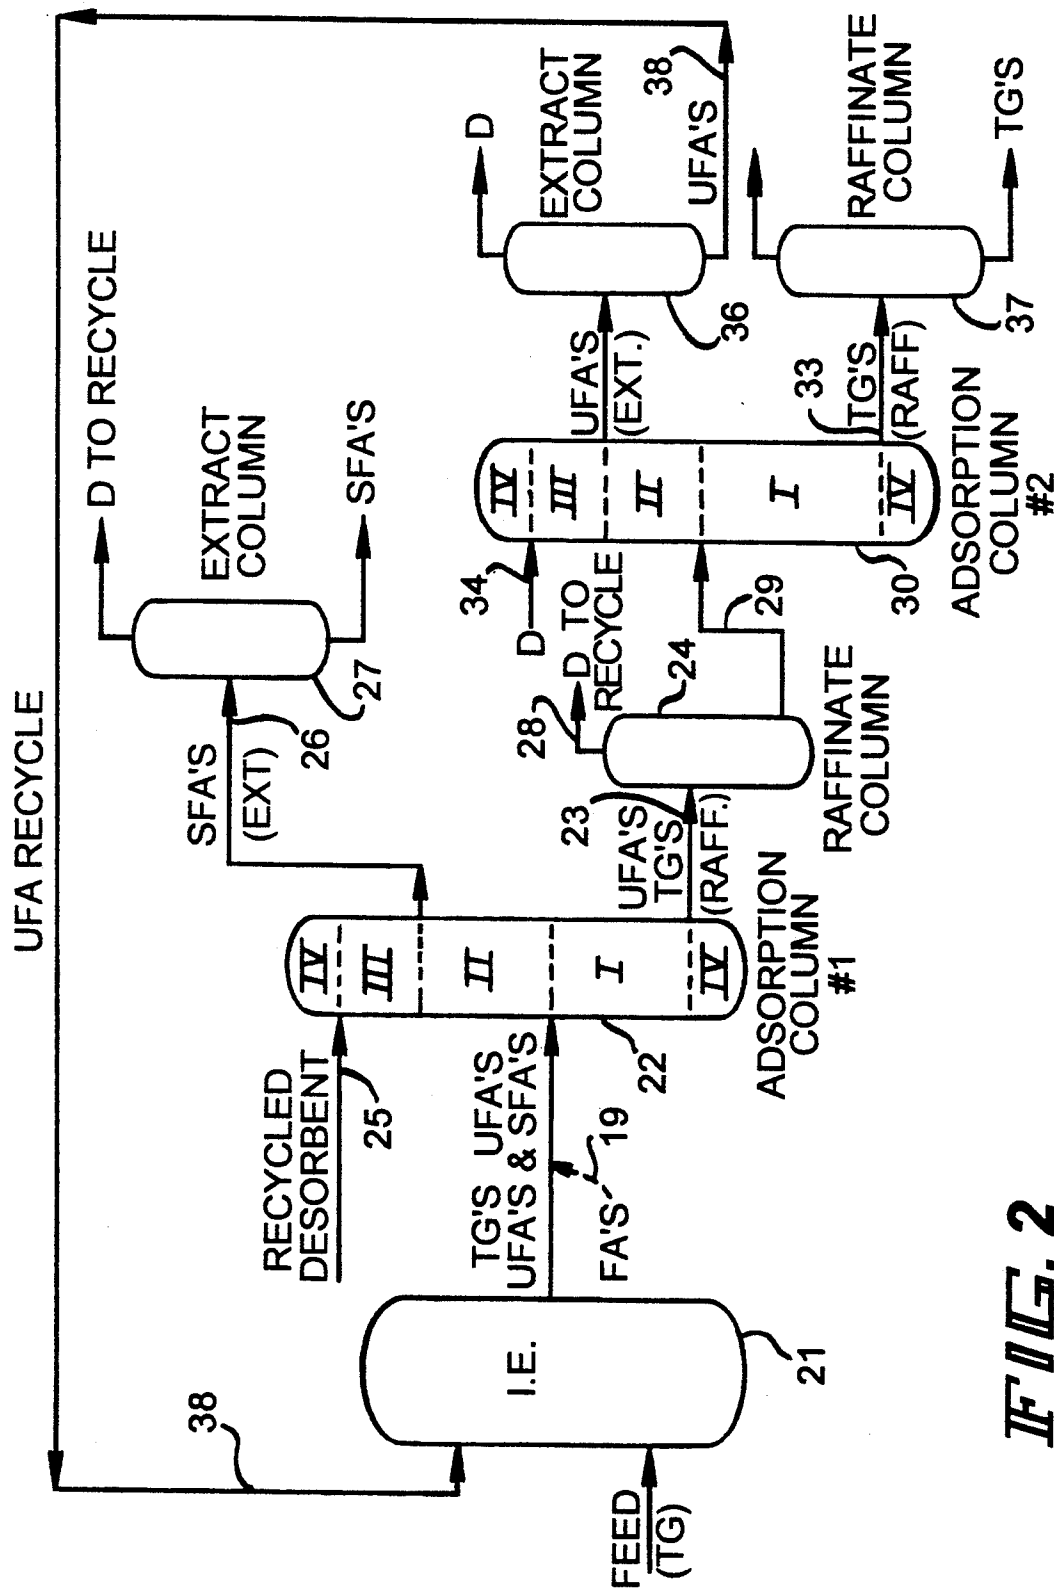 UFA RECYCLE
38
FEED
(TG)
I.E.
21
TG'S UFA'S
UFA'S & SFA'S
FA'S
19
RECYCLED
DESORBENT
25
IV
III
II
I
IV
22
ADSORPTION
COLUMN
#1
SFA'S
(EXT)
26
27
D TO RECYCLE
EXTRACT
COLUMN
SFA'S
UFA'S
TG'S
(RAFF.)
23
28
D TO
RECYCLE
24
RAFFINATE
COLUMN
29
D
34
IV
III
II
I
IV
30
ADSORPTION
COLUMN
#2
UFA'S
(EXT.)
36
D
EXTRACT
COLUMN
UFA'S
38
33
TG'S
(RAFF)
37
RAFFINATE
COLUMN
TG'S
FIG. 2